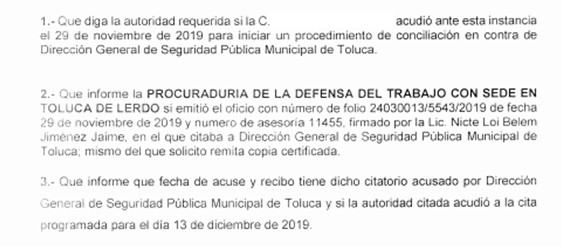 1.- Que diga la autoridad requerida si la C. acudió ante esta instancia
el 29 de noviembre de 2019 para iniciar un procedimiento de conciliación en contra de
Dirección General de Seguridad Pública Municipal de Toluca.
2.- Que informe la PROCURADURIA DE LA DEFENSA DEL TRABAJO CON SEDE EN
TOLUCA DE LERDO si emitió el oficio con número de folio 24030013/5543/2019 de fecha
29 de noviembre de 2019 y numero de asesoría 11455, firmado por la Lic. Nicte Loi Belem
Jiménez Jaime, en el que citaba a Dirección General de Seguridad Pública Municipal de
Toluca; mismo del que solicito remita copia certificada.
3.- Que informe que fecha de acuse y recibo tiene dicho citatorio acusado por Dirección
General de Seguridad Pública Municipal de Toluca y si la autoridad citada acudió a la cita
programada para el día 13 de diciembre de 2019.